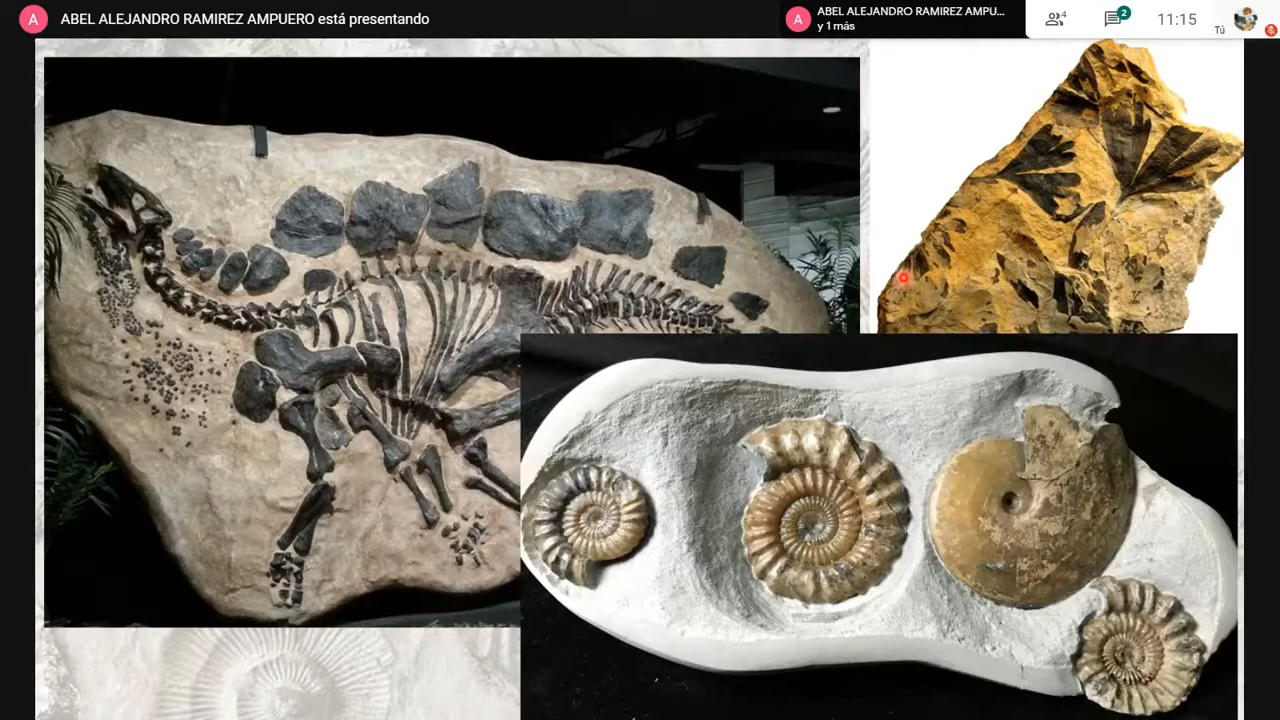 A
ABEL ALEJANDRO RAMIREZ AMPUERO está presentando
A
ABEL ALEJANDRO RAMIREZ AMPU...
y 1 más
4
2
11:15
Tú